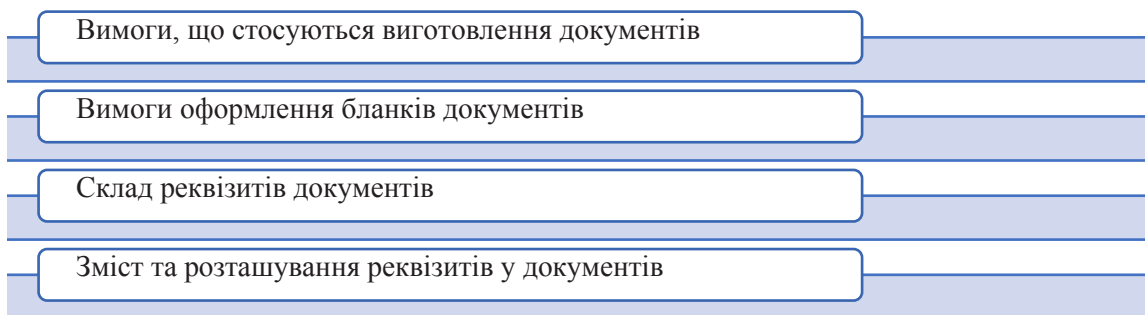 Вимоги, що стосуються виготовлення документів
Вимоги оформлення бланків документів
Склад реквізитів документів
Зміст та розташування реквізитів у документів